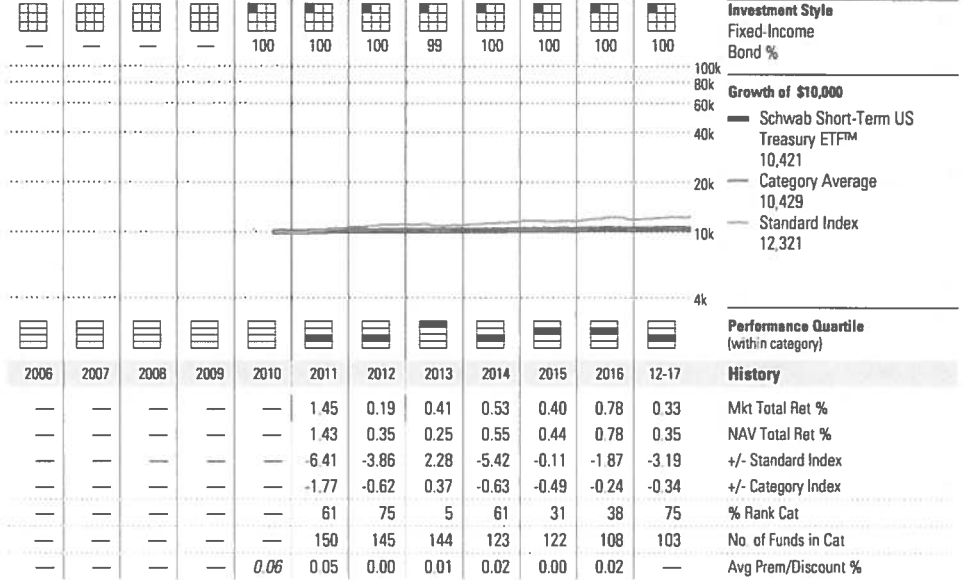 Investment Style
Fixed-Income
Bond %
— — — — 100 100 100 99 100 100 100 100
100k
80k
60k
40k
20k
10k
4k
Growth of $10,000
Schwab Short-Term US
Treasury ETF™
10,421
Category Average
10,429
Standard Index
12,321
Performance Quartile
(within category)
2006 2007 2008 2009 2010 2011 2012 2013 2014 2015 2016 12-17 History
— — — — — 1.45 0.19 0.41 0.53 0.40 0.78 0.33 Mkt Total Ret %
— — — — — 1.43 0.35 0.25 0.55 0.44 0.78 0.35 NAV Total Ret %
— — — — — -6.41 -3.86 2.28 -5.42 -0.11 -1.87 -3.19 +/- Standard Index
— — — — — -1.77 -0.62 0.37 -0.63 -0.49 -0.24 -0.34 +/- Category Index
— — — — — 61 75 5 61 31 38 75 % Rank Cat
— — — — — 150 145 144 123 122 108 103 No. of Funds in Cat
— — — — 0.06 0.05 0.00 0.01 0.02 0.00 0.02 — Avg Prem/Discount %